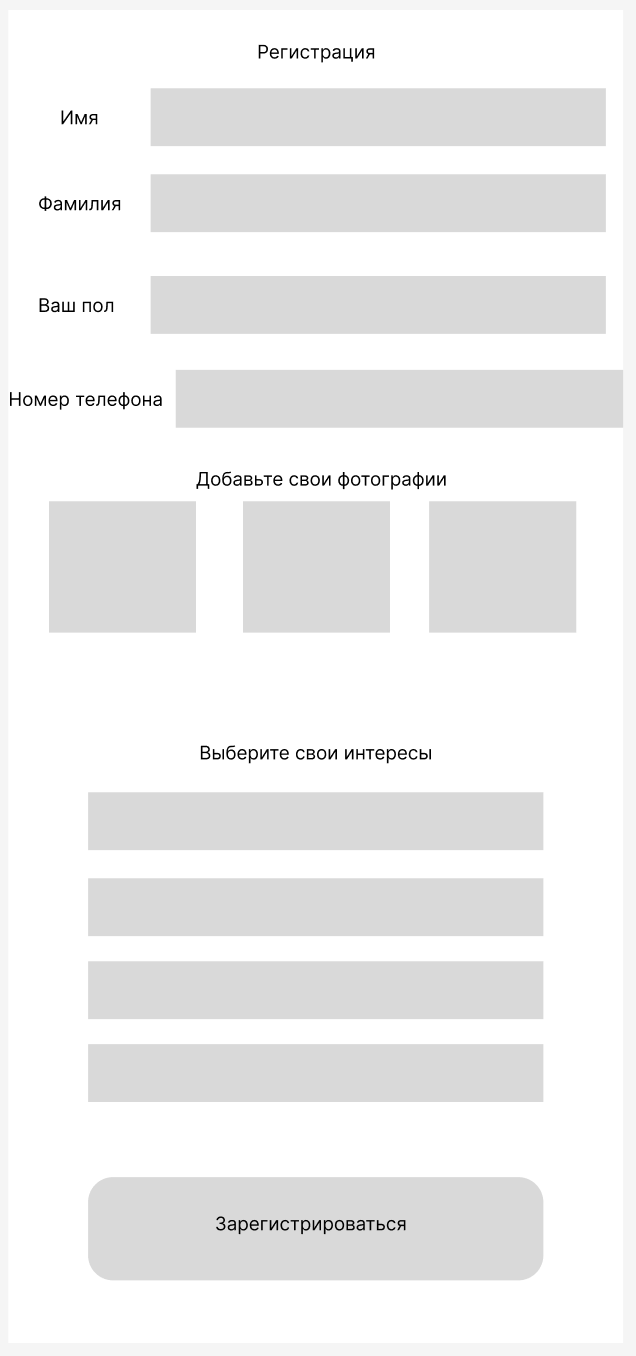 Регистрация
Имя
Фамилия
Ваш пол
Номер телефона
Добавьте свои фотографии
Выберите свои интересы
Зарегистрироваться